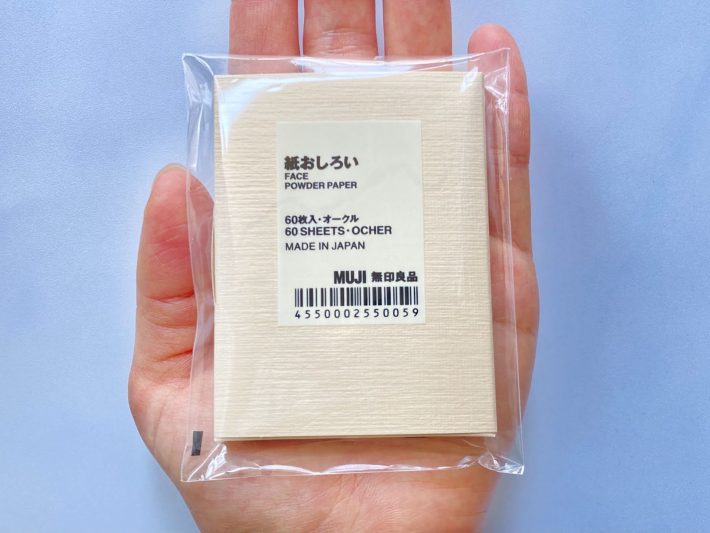 紙おしろい
FACE
POWDER PAPER
60枚入・オークル
60 SHEETS・OCHER
MADE IN JAPAN
MUJI 無印良品
4550002550059